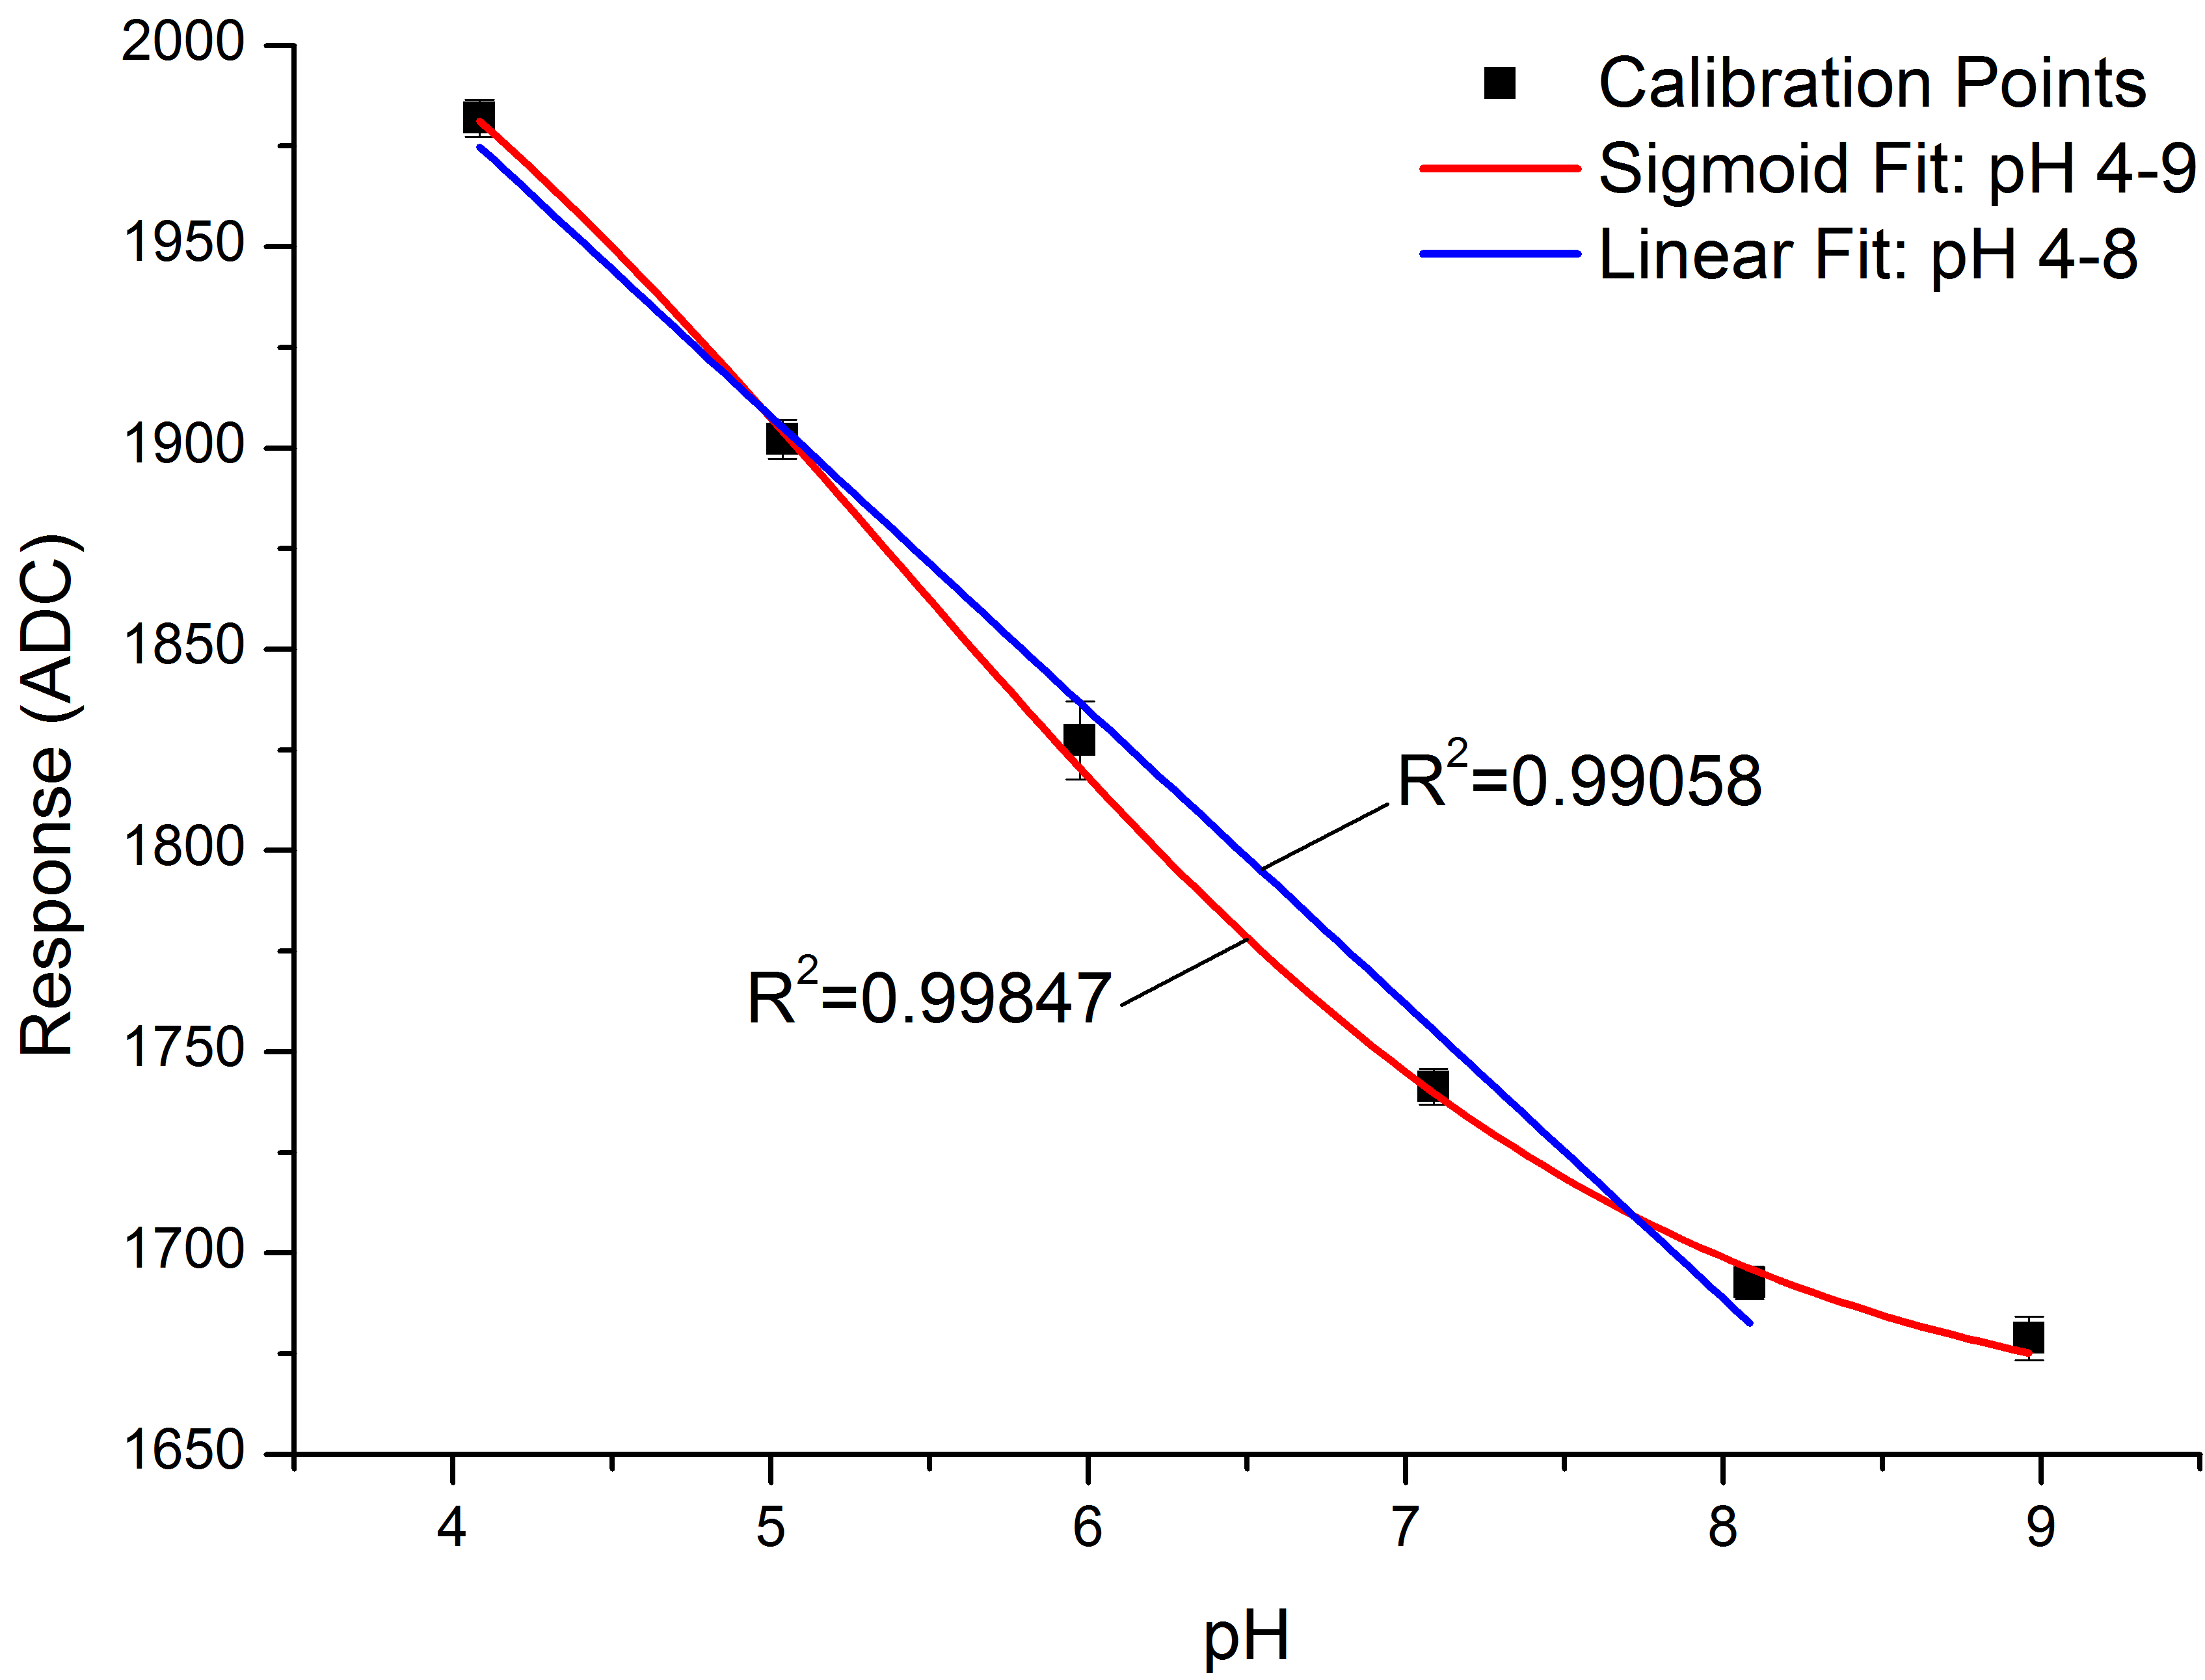 Calibration Points
Sigmoid Fit: pH 4-9
Linear Fit: pH 4-8
2000
1950
1900
1850
1800
1750
1700
1650
Response (ADC)
R²=0.99058
R²=0.99847
4 5 6 7 8 9
pH